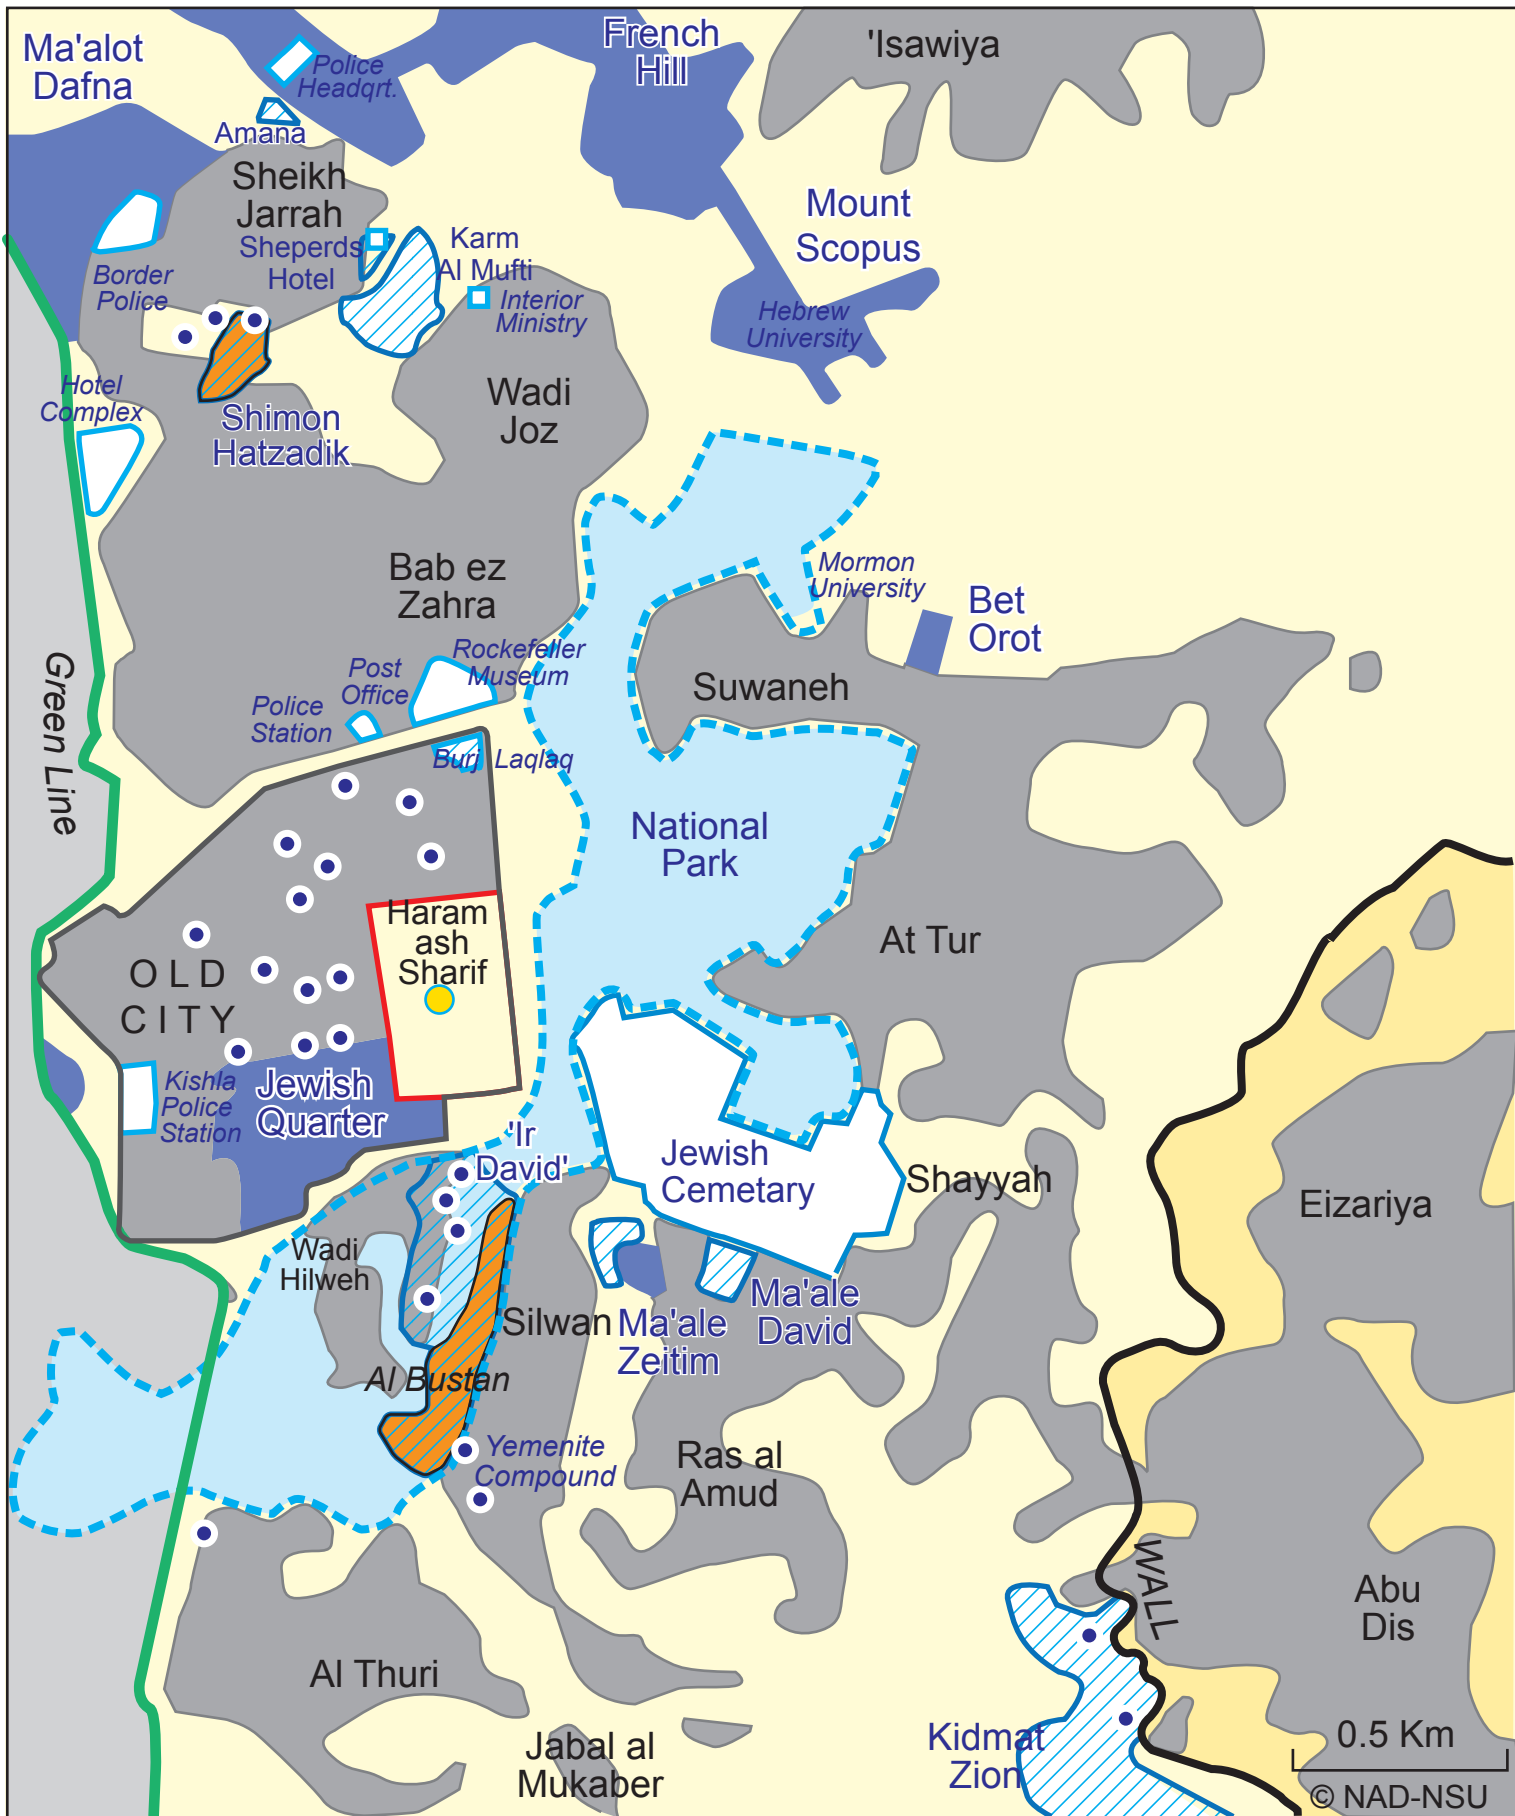 Ma'alot
Dafna
Police
Headqrt.
French
Hill
'Isawiya
Amana
Sheikh
Jarrah
Sheperds
Hotel
Karm
Al Mufti
Mount
Scopus
Border
Police
Interior
Ministry
Hebrew
University
Hotel
Complex
Shimon
Hatzadik
Wadi
Joz
Bab ez
Zahra
Mormon
University
Bet
Orot
Green Line
Post
Office
Rockefeller
Museum
Police
Station
Suwaneh
Burj Laqlaq
National
Park
Haram
ash
Sharif
At Tur
OLD
CITY
Kishla
Police
Station
Jewish
Quarter
'Ir
David'
Jewish
Cemetary
Shayyah
Eizariya
Wadi
Hilweh
Silwan
Ma'ale
Zeitim
Ma'ale
David
Al Bustan
Yemenite
Compound
Ras al
Amud
WALL
Abu
Dis
Al Thuri
Jabal al
Mukaber
Kidmat
Zion
0.5 Km
© NAD-NSU